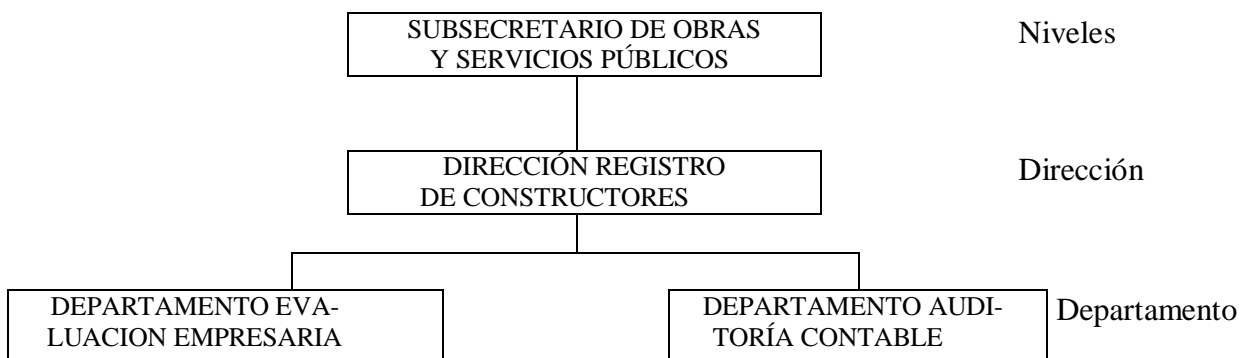 SUBSECRETARIO DE OBRAS
Y SERVICIOS PÚBLICOS
Niveles
DIRECCIÓN REGISTRO
DE CONSTRUCTORES
Dirección
DEPARTAMENTO EVA-
LUACION EMPRESARIA
DEPARTAMENTO AUDI-
TORÍA CONTABLE
Departamento